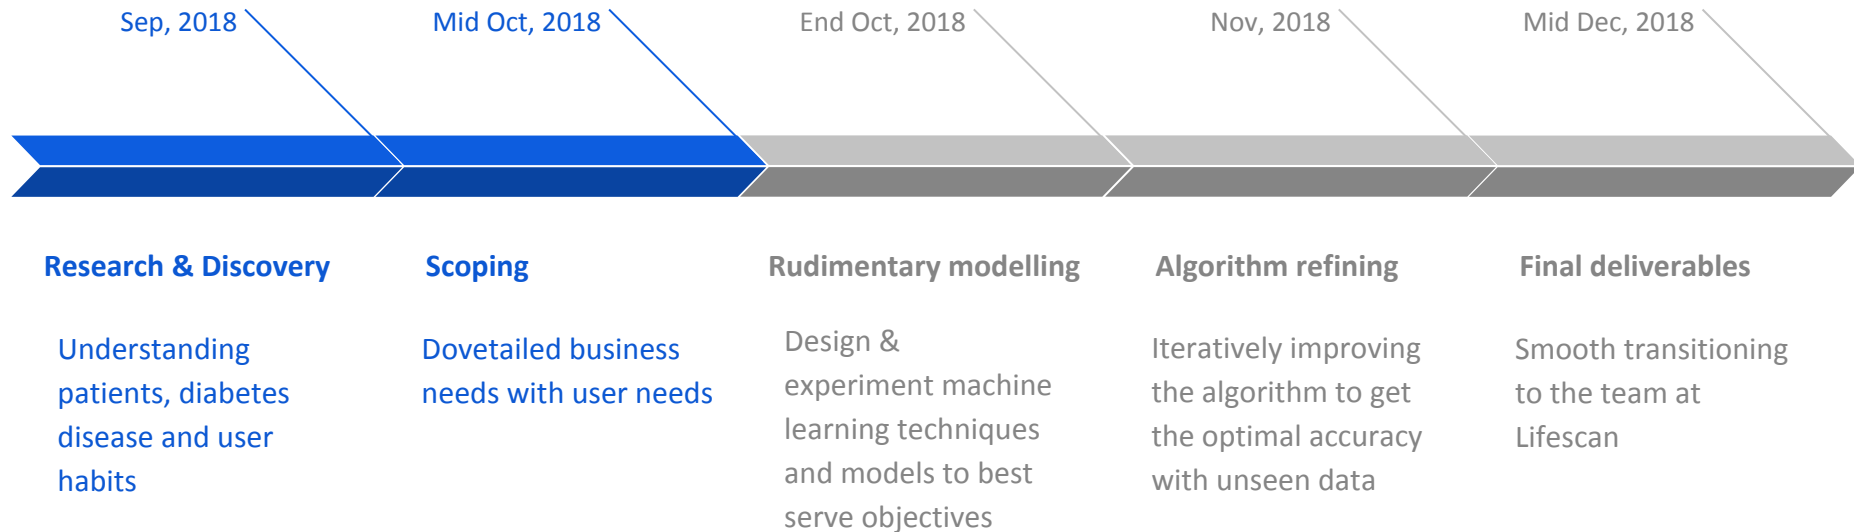 Sep, 2018
Mid Oct, 2018
End Oct, 2018
Nov, 2018
Mid Dec, 2018
Research & Discovery
Understanding
patients, diabetes
disease and user
habits
Scoping
Dovetailed business
needs with user needs
Rudimentary modelling
Design &
experiment machine
learning techniques
and models to best
serve objectives
Algorithm refining
Iteratively improving
the algorithm to get
the optimal accuracy
with unseen data
Final deliverables
Smooth transitioning
to the team at
Lifescan